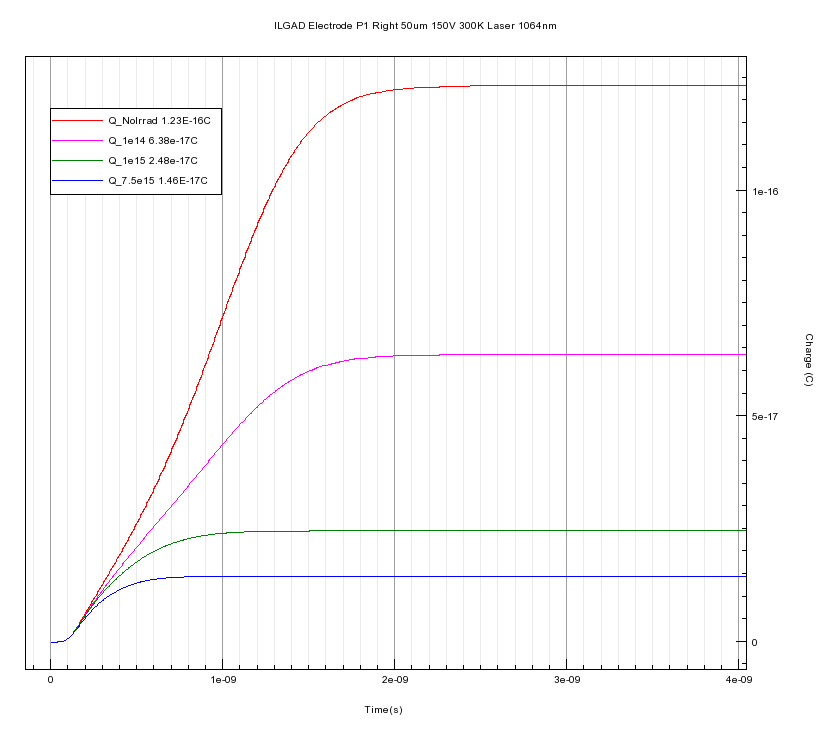 ILGAD Electrode P1 Right 50um 150V 300K Laser 1064nm
Q_NoIrrad 1.23E-16C
Q_1e14 6.38e-17C
Q_1e15 2.48e-17C
Q_7.5e15 1.46E-17C
1e-16
5e-17
0
Charge (C)
0 1e-09 2e-09 3e-09 4e-09
Time(s)